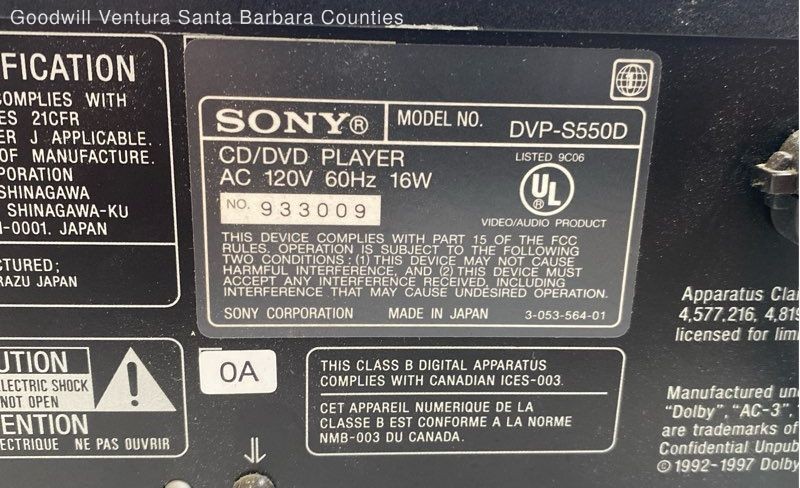 Goodwill Ventura Santa Barbara Counties
FICATION
COMPLIES WITH
ES 21CFR
ER J APPLICABLE.
OF MANUFACTURE.
PORATION
SHINAGAWA
SHINAGAWA-KU
-0001. JAPAN
CTURED;
RAZU JAPAN
SONY® MODEL NO. DVP-S550D
CD/DVD PLAYER
AC 120V 60Hz 16W
NO. 933009
LISTED 9C06
UL
®
VIDEO/AUDIO PRODUCT
THIS DEVICE COMPLIES WITH PART 15 OF THE FCC
RULES. OPERATION IS SUBJECT TO THE FOLLOWING
TWO CONDITIONS : (1) THIS DEVICE MAY NOT CAUSE
HARMFUL INTERFERENCE, AND (2) THIS DEVICE MUST
ACCEPT ANY INTERFERENCE RECEIVED, INCLUDING
INTERFERENCE THAT MAY CAUSE UNDESIRED OPERATION.
SONY CORPORATION MADE IN JAPAN 3-053-564-01
UTION
ELECTRIC SHOCK
NOT OPEN
ENTION
ECTRIQUE NE PAS OUVRIR
0A
THIS CLASS B DIGITAL APPARATUS
COMPLIES WITH CANADIAN ICES-003.
CET APPAREIL NUMERIQUE DE LA
CLASSE B EST CONFORME A LA NORME
NMB-003 DU CANADA.
Apparatus Clai
4,577,216, 4,819
licensed for limi
Manufactured un
"Dolby", "AC-3",
are trademarks of
Confidential Unpub
© 1992-1997 Dolby